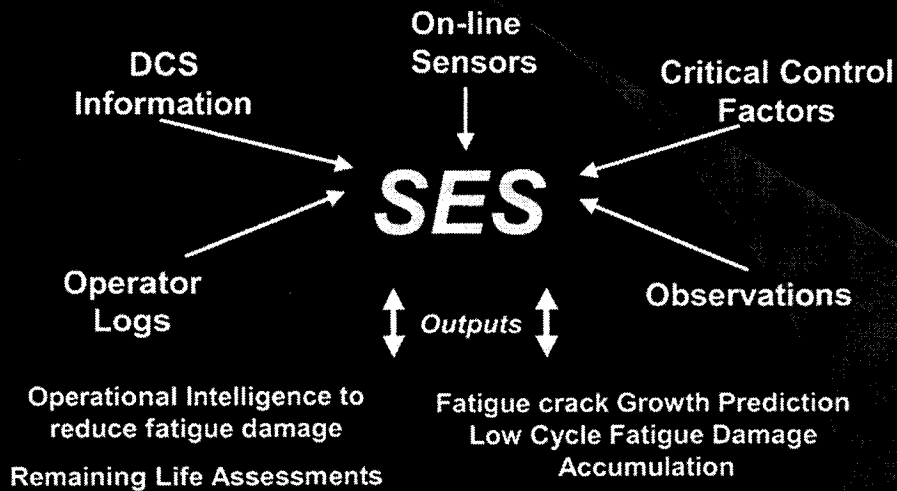 On-line
Sensors
DCS
Information
Critical Control
Factors
SES
Operator
Logs
Observations
Outputs
Operational Intelligence to
reduce fatigue damage
Remaining Life Assessments
Fatigue crack Growth Prediction
Low Cycle Fatigue Damage
Accumulation